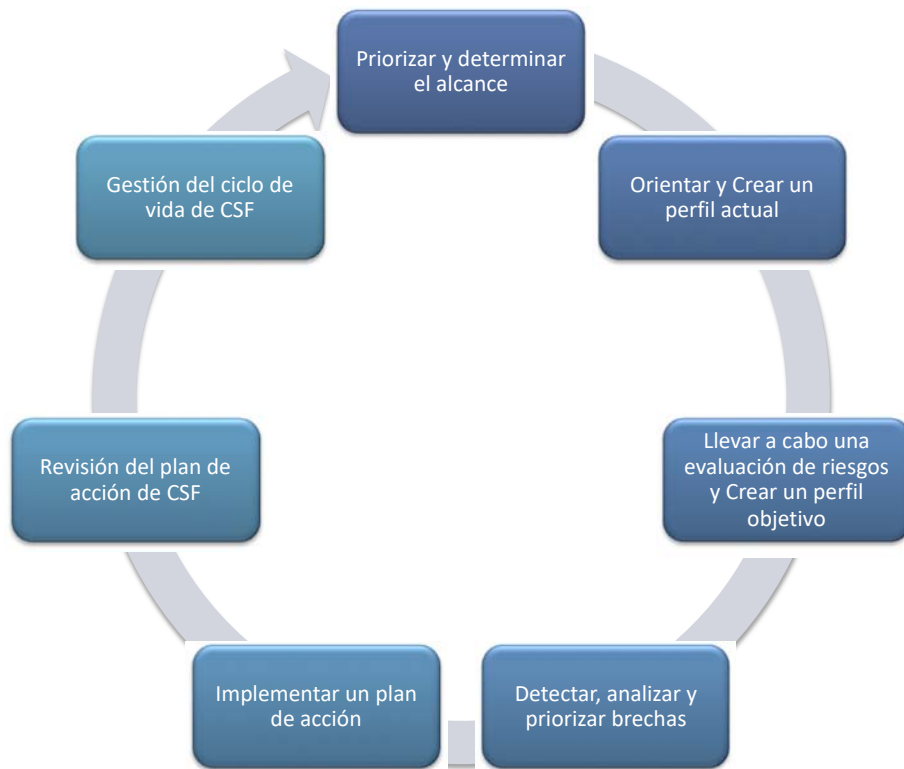 Priorizar y determinar
el alcance
Orientar y Crear un
perfil actual
Llevar a cabo una
evaluación de riesgos
y Crear un perfil
objetivo
Detectar, analizar y
priorizar brechas
Implementar un plan
de acción
Revisión del plan de
acción de CSF
Gestión del ciclo de
vida de CSF